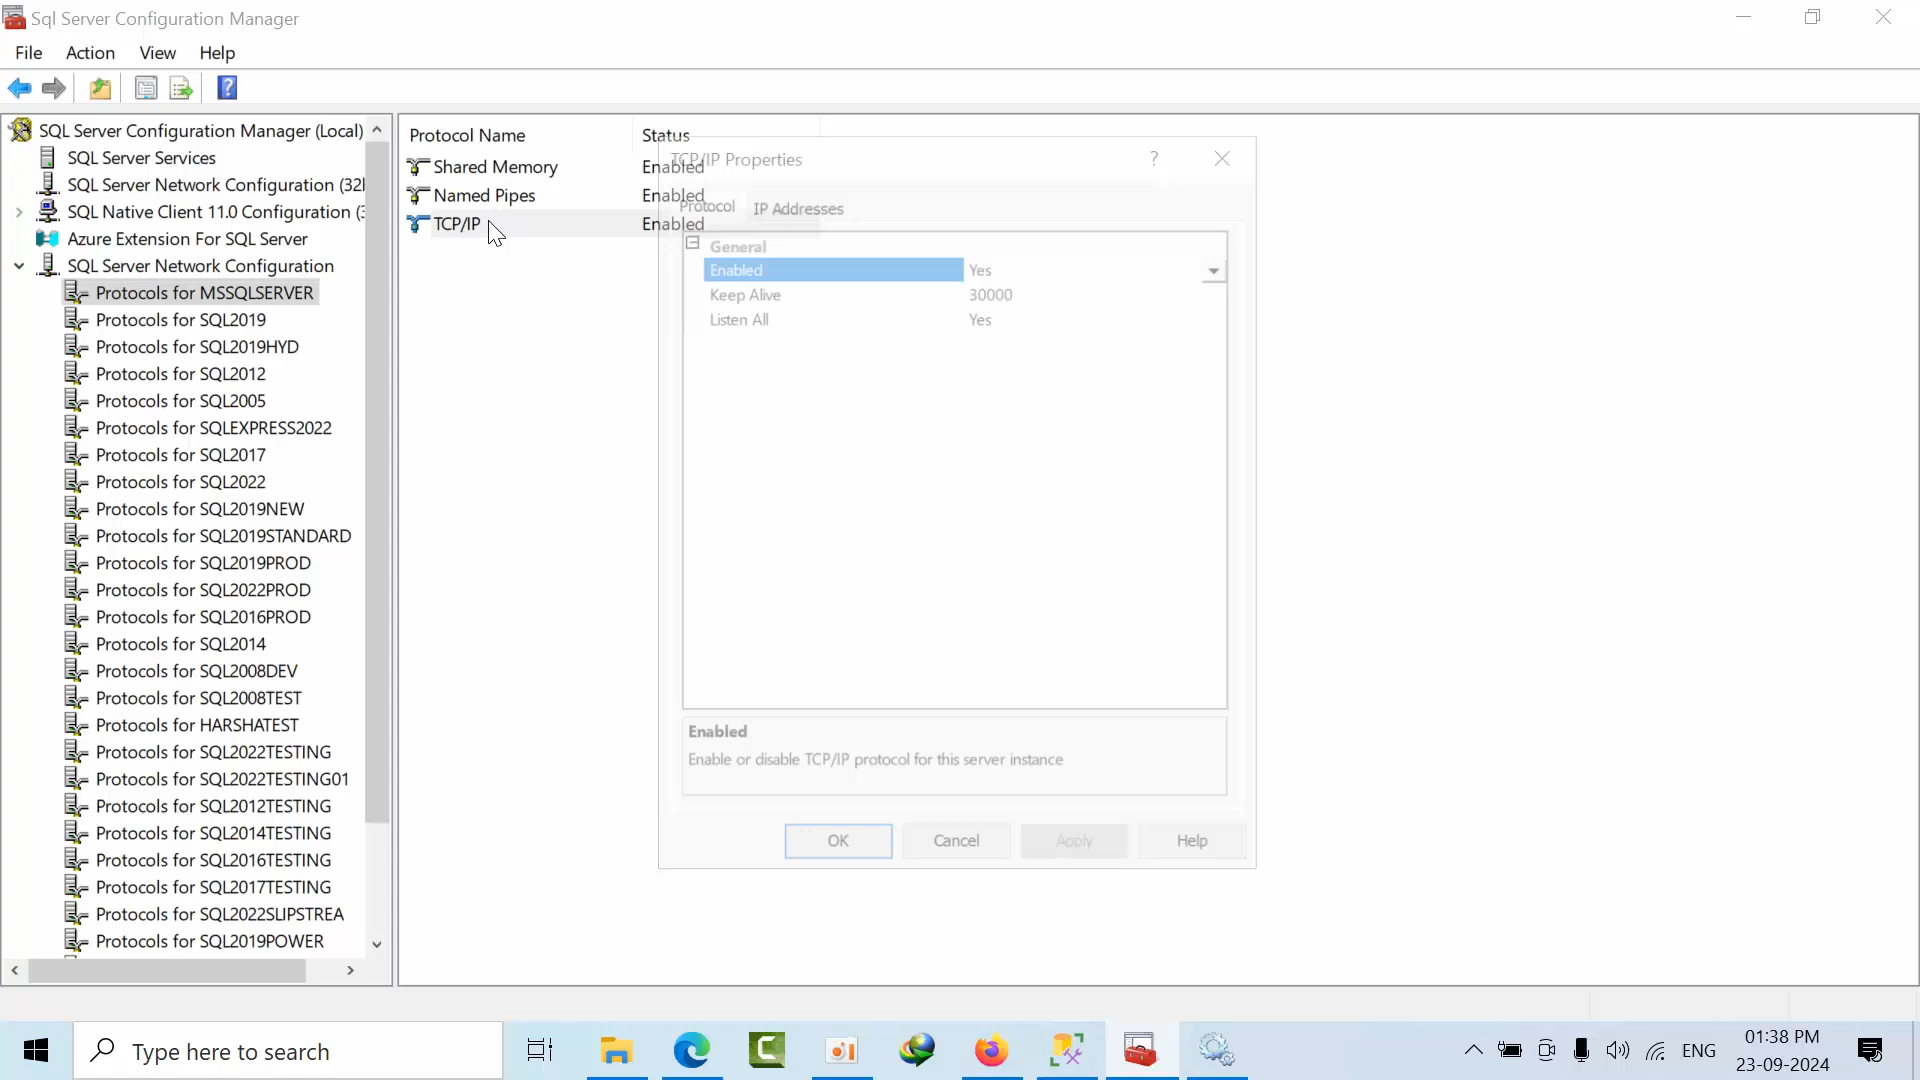 Sql Server Configuration Manager
File Action View Help
SQL Server Configuration Manager (Local)
SQL Server Services
SQL Server Network Configuration (32
SQL Native Client 11.0 Configuration (3
Azure Extension For SQL Server
SQL Server Network Configuration
Protocols for MSSQLSERVER
Protocols for SQL2019
Protocols for SQL2019HYD
Protocols for SQL2012
Protocols for SQL2005
Protocols for SQLEXPRESS2022
Protocols for SQL2017
Protocols for SQL2022
Protocols for SQL2019NEW
Protocols for SQL2019STANDARD
Protocols for SQL2019PROD
Protocols for SQL2022PROD
Protocols for SQL2016PROD
Protocols for SQL2014
Protocols for SQL2008DEV
Protocols for SQL2008TEST
Protocols for HARSHATEST
Protocols for SQL2022TESTING
Protocols for SQL2022TESTING01
Protocols for SQL2012TESTING
Protocols for SQL2014TESTING
Protocols for SQL2016TESTING
Protocols for SQL2017TESTING
Protocols for SQL2022SLIPSTREA
Protocols for SQL2019POWER
Protocol Name Status
Shared Memory Enabled
Named Pipes Enabled
TCP/IP Enabled
TCP/IP Properties
Protocol IP Addresses
General
Enabled Yes
Keep Alive 30000
Listen All Yes
Enabled
Enable or disable TCP/IP protocol for this server instance
OK Cancel Apply Help
Type here to search
ENG
01:38 PM
23-09-2024